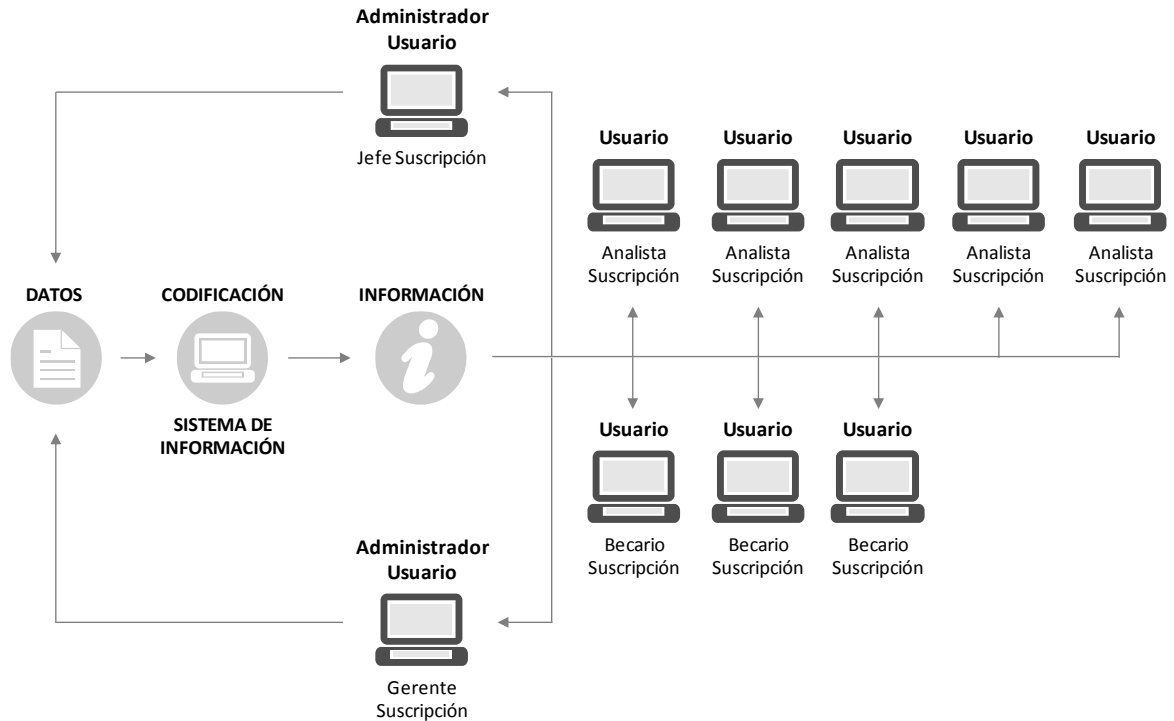 Administrador
Usuario
Jefe Suscripción
Usuario
Usuario
Usuario
Usuario
Usuario
Analista
Suscripción
Analista
Suscripción
Analista
Suscripción
Analista
Suscripción
Analista
Suscripción
DATOS
CODIFICACIÓN
INFORMACIÓN
SISTEMA DE
INFORMACIÓN
Usuario
Usuario
Usuario
Becario
Suscripción
Becario
Suscripción
Becario
Suscripción
Administrador
Usuario
Gerente
Suscripción